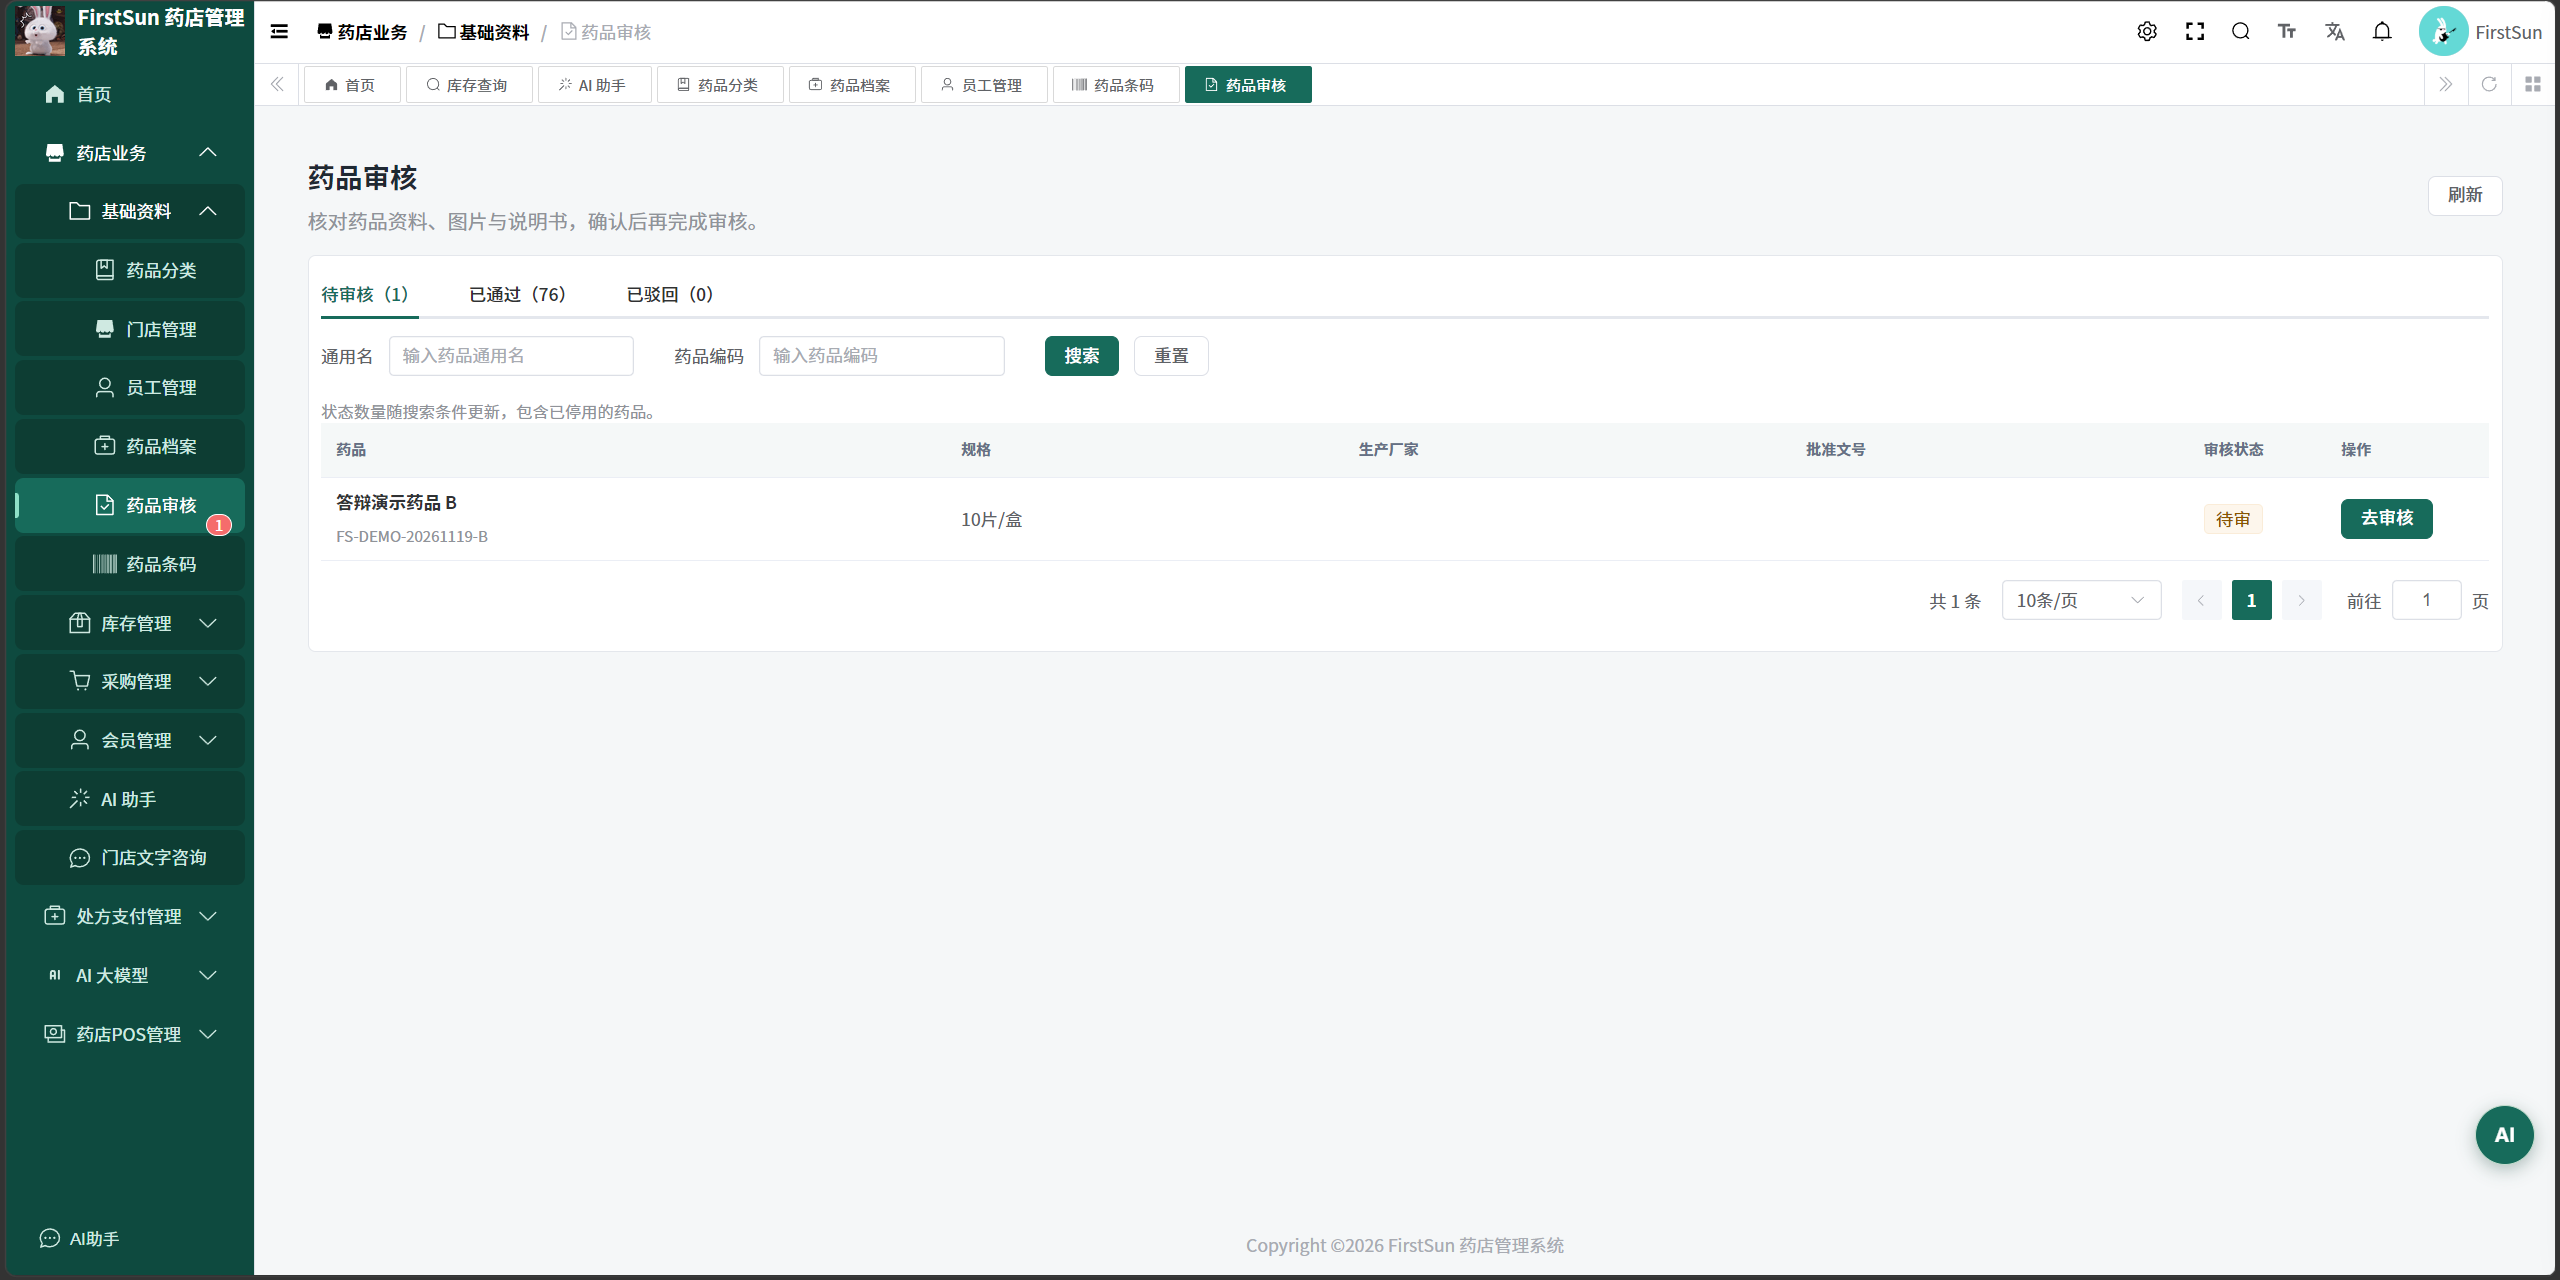 FirstSun 药店管理系统
首页
药店业务
基础资料
药品分类
门店管理
员工管理
药品档案
药品审核
1
药品条码
库存管理
采购管理
会员管理
AI 助手
门店文字咨询
处方支付管理
AI AI 大模型
药店POS管理
AI助手
药店业务 / 基础资料 / 药品审核
FirstSun
首页 库存查询 AI 助手 药品分类 药品档案 员工管理 药品条码 药品审核
药品审核
核对药品资料、图片与说明书，确认后再完成审核。
刷新
待审核（1） 已通过（76） 已驳回（0）
通用名 输入药品通用名 药品编码 输入药品编码 搜索 重置
状态数量随搜索条件更新，包含已停用的药品。
药品 规格 生产厂家 批准文号 审核状态 操作
答辩演示药品 B
FS-DEMO-20261119-B
10片/盒 待审 去审核
共 1 条 10条/页 1 前往 1 页
AI
Copyright ©2026 FirstSun 药店管理系统